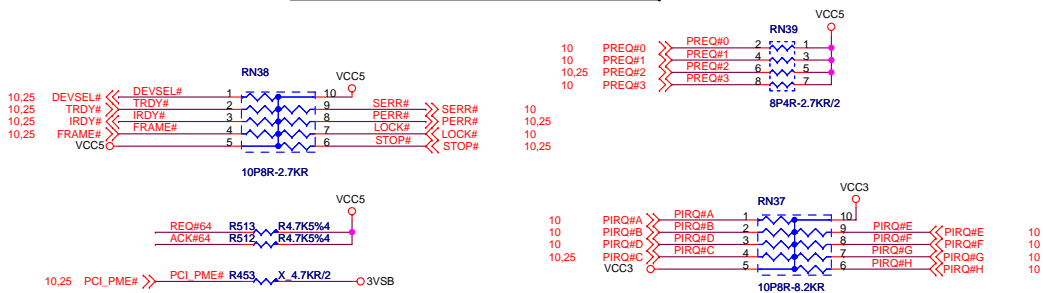 VCC5
RN39
10 PREQ#0 PREQ#0 2 1
10 PREQ#1 PREQ#1 4 3
10,25 PREQ#2 PREQ#2 6 5
10 PREQ#3 PREQ#3 8 7
8P4R-2.7KR/2
RN38
VCC5
10,25 DEVSEL# DEVSEL# 1 10
10,25 TRDY# TRDY# 2 9 SERR# SERR# 10
10,25 IRDY# IRDY# 3 8 PERR# PERR# 10,25
10,25 FRAME# FRAME# 4 7 LOCK# LOCK# 10
VCC5 5 6 STOP# STOP# 10,25
10P8R-2.7KR
VCC5
REQ#64 R513 R4.7K5%4
ACK#64 R512 R4.7K5%4
10,25 PCI_PME# PCI_PME# R453 X_4.7KR/2 3VSB
VCC3
RN37
10 PIRQ#A PIRQ#A 1 10
10 PIRQ#B PIRQ#B 2 9 PIRQ#E PIRQ#E 10
10 PIRQ#D PIRQ#D 3 8 PIRQ#F PIRQ#F 10
10,25 PIRQ#C PIRQ#C 4 7 PIRQ#G PIRQ#G 10
VCC3 5 6 PIRQ#H PIRQ#H 10
10P8R-8.2KR